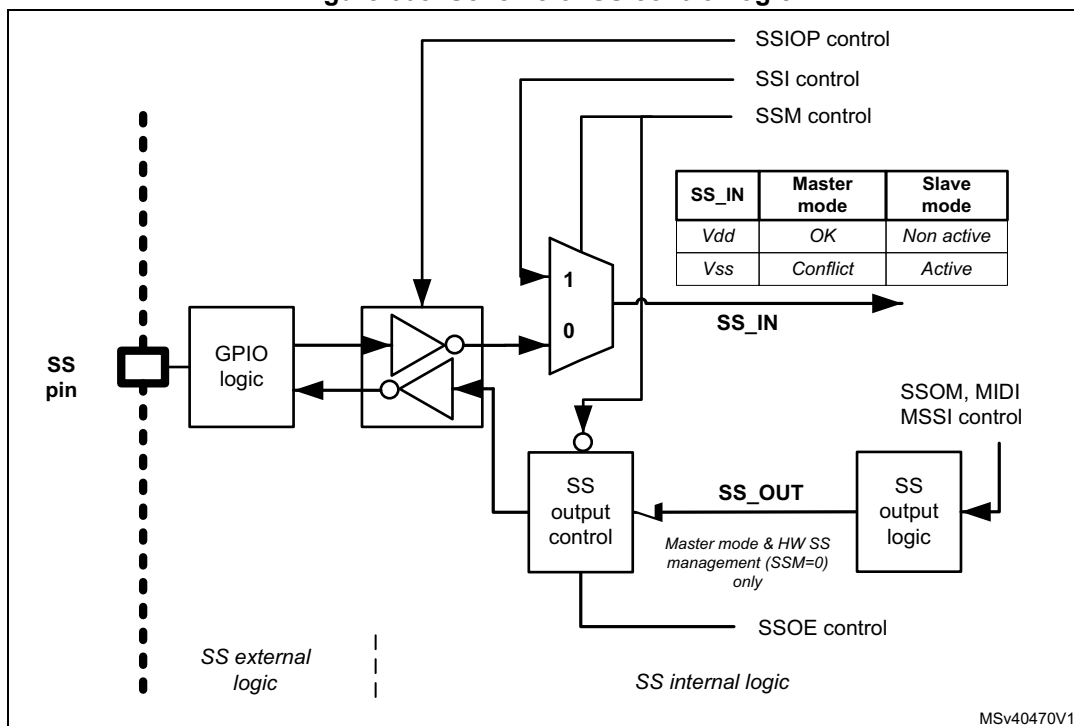 SSIOP control
SSI control
SSM control
SS_IN Master mode Slave mode
Vdd OK Non active
Vss Conflict Active
1
0
SS_IN
SS
pin
GPIO
logic
SSOM, MIDI
MSSI control
SS
output
control
SS_OUT
SS
output
logic
Master mode & HW SS
management (SSM=0)
only
SSOE control
SS external
logic
SS internal logic
MSv40470V1